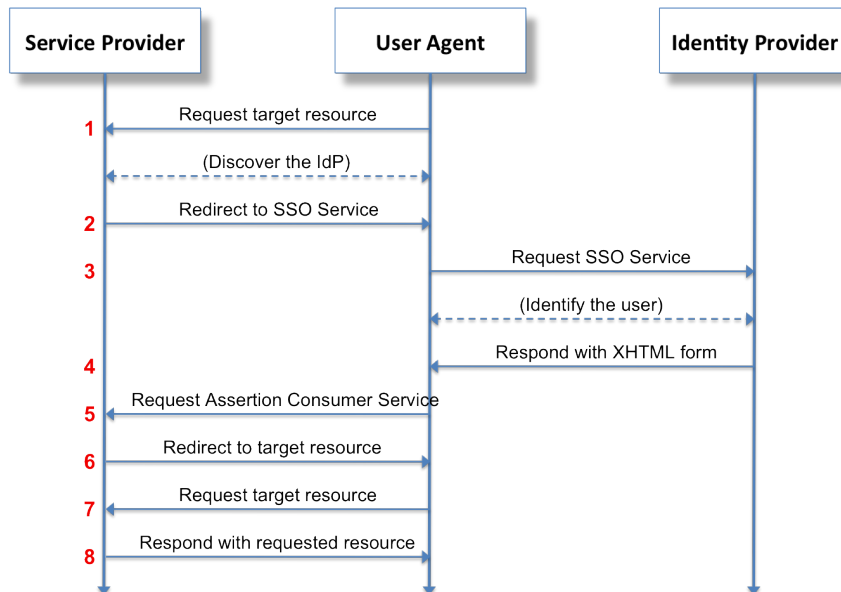 Service Provider
User Agent
Identity Provider
1
Request target resource
(Discover the IdP)
2
Redirect to SSO Service
3
Request SSO Service
(Identify the user)
4
Respond with XHTML form
5
Request Assertion Consumer Service
6
Redirect to target resource
7
Request target resource
8
Respond with requested resource